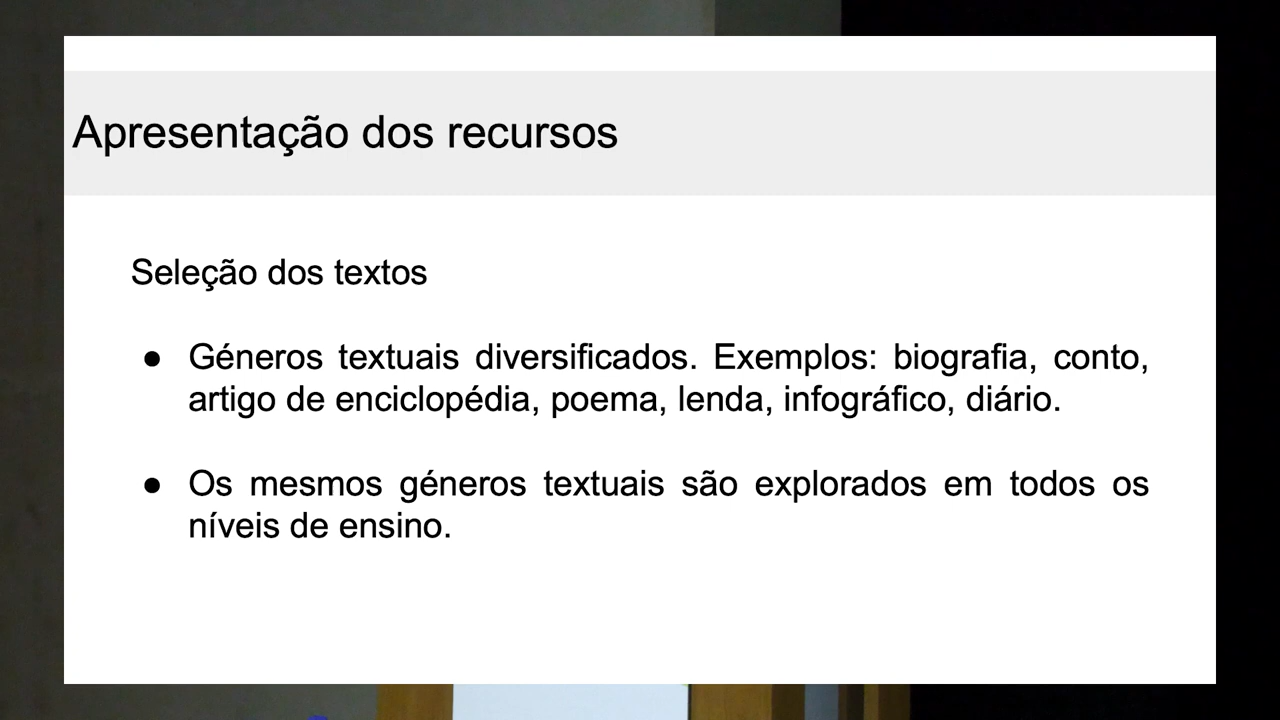 Apresentação dos recursos
Seleção dos textos
● Géneros textuais diversificados. Exemplos: biografia, conto,
artigo de enciclopédia, poema, lenda, infográfico, diário.
● Os mesmos géneros textuais são explorados em todos os
níveis de ensino.